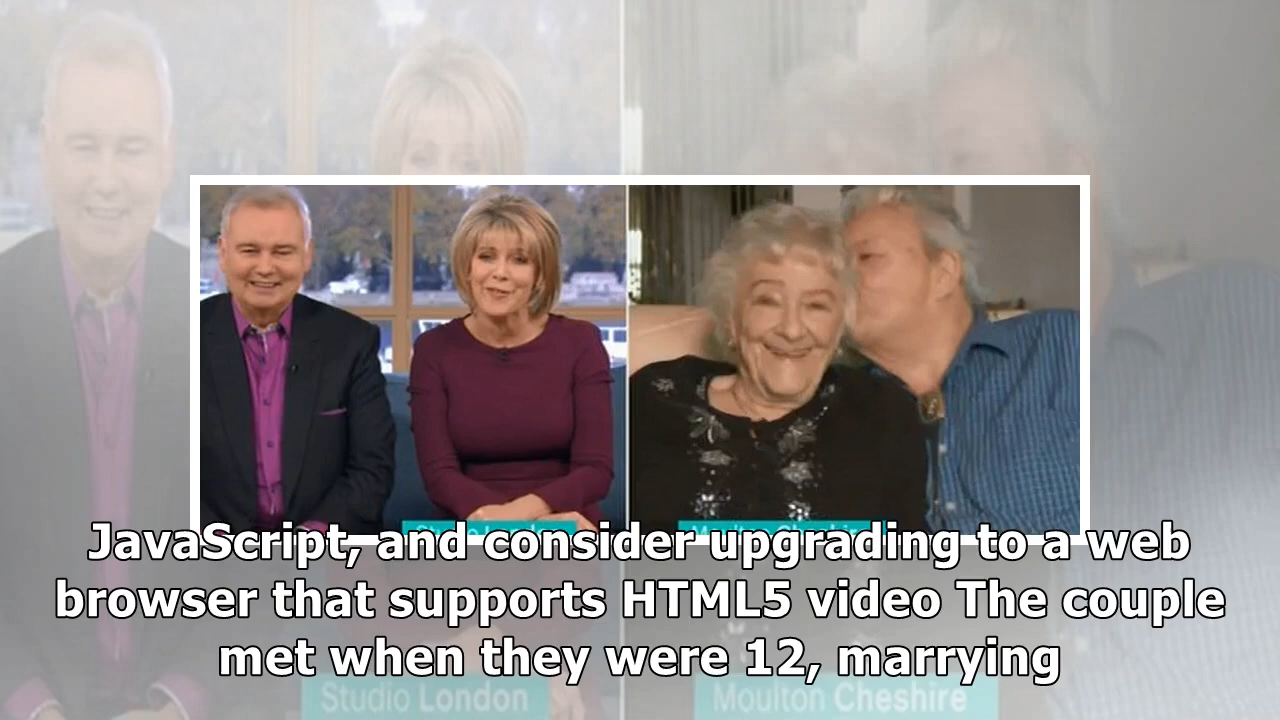 JavaScript, and consider upgrading to a web
browser that supports HTML5 video The couple
met when they were 12, marrying
Studio London
Moulton Cheshire